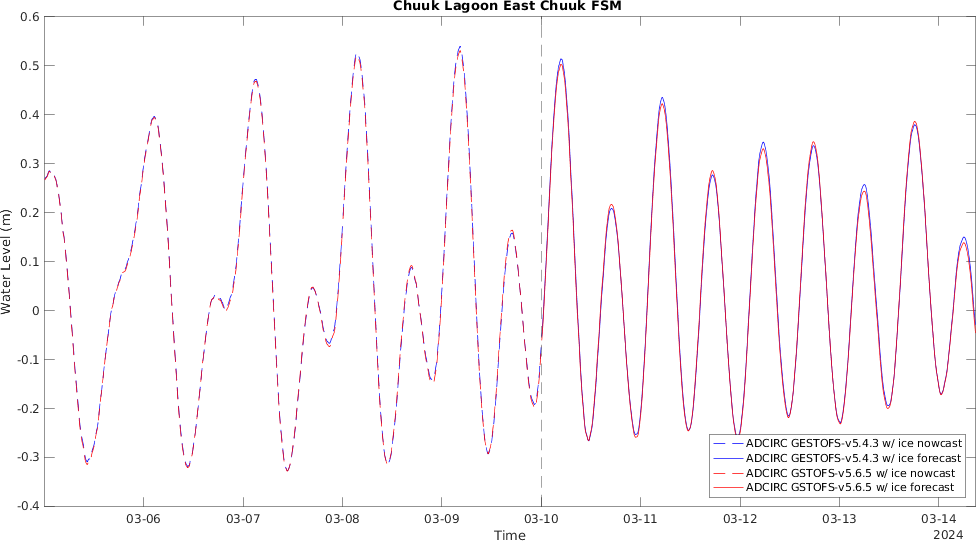 Chuuk Lagoon East Chuuk FSM
0.6
0.5
0.4
0.3
0.2
0.1
0
-0.1
-0.2
-0.3
-0.4
Water Level (m)
ADCIRC GESTOFS-v5.4.3 w/ ice nowcast
ADCIRC GESTOFS-v5.4.3 w/ ice forecast
ADCIRC GSTOFS-v5.6.5 w/ ice nowcast
ADCIRC GSTOFS-v5.6.5 w/ ice forecast
03-06 03-07 03-08 03-09 03-10 03-11 03-12 03-13 03-14
Time 2024